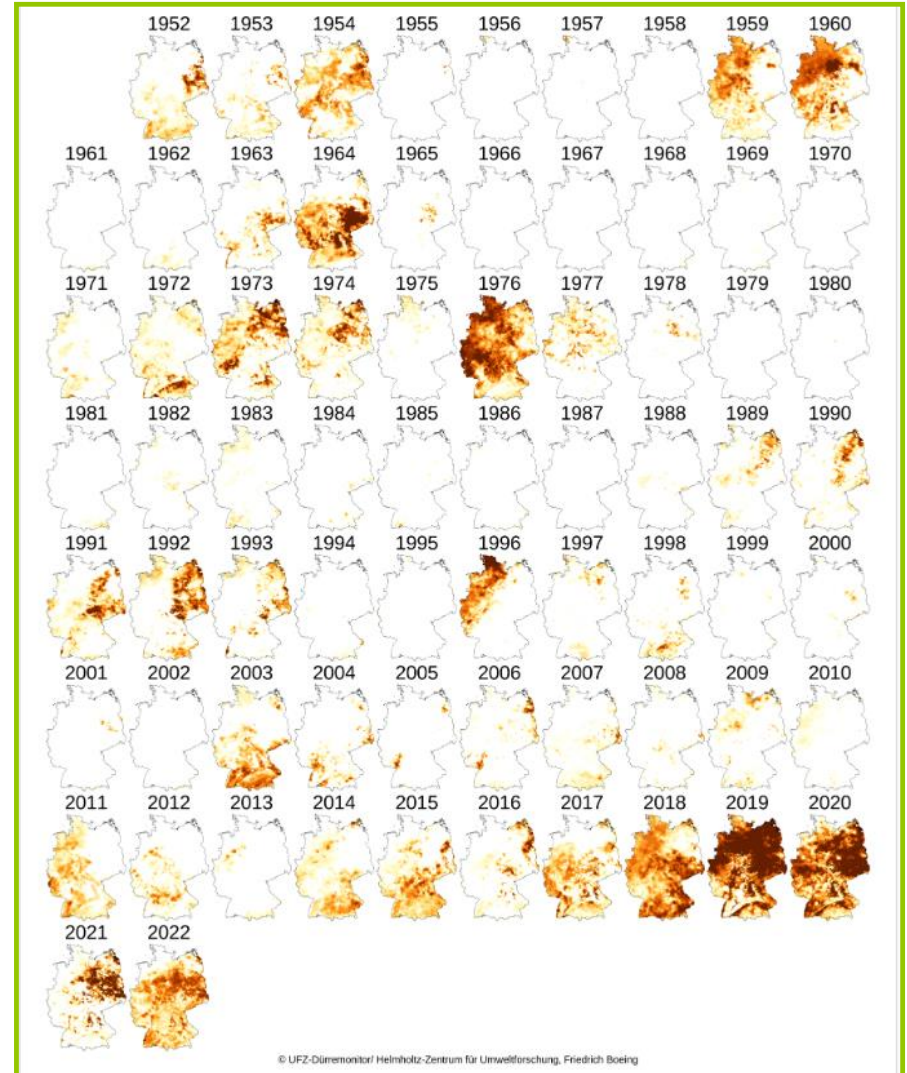 1952 1953 1954 1955 1956 1957 1958 1959 1960
1961 1962 1963 1964 1965 1966 1967 1968 1969 1970
1971 1972 1973 1974 1975 1976 1977 1978 1979 1980
1981 1982 1983 1984 1985 1986 1987 1988 1989 1990
1991 1992 1993 1994 1995 1996 1997 1998 1999 2000
2001 2002 2003 2004 2005 2006 2007 2008 2009 2010
2011 2012 2013 2014 2015 2016 2017 2018 2019 2020
2021 2022
© UFZ-Dürremonitor/ Helmholtz-Zentrum für Umweltforschung, Friedrich Boeing